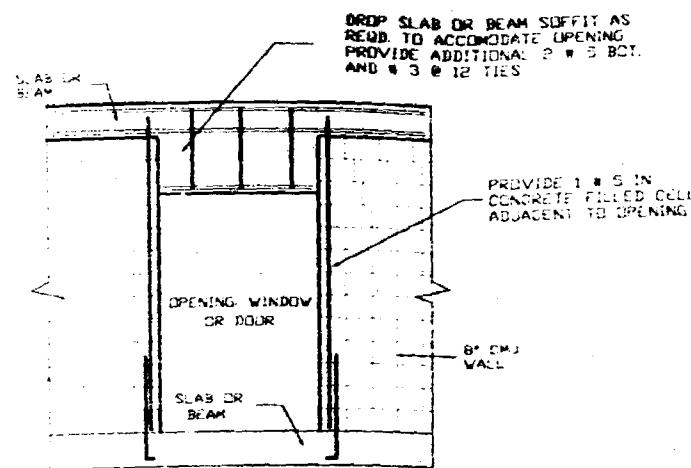 DROP SLAB OR BEAM SOFFIT AS
REQD. TO ACCOMODATE OPENING
PROVIDE ADDITIONAL 2 # 5 BOT.
AND # 3 @ 12 TIES
SLAB OR
BEAM
PROVIDE 1 # 5 IN
CONCRETE FILLED CELL
ADJACENT TO OPENING
OPENING: WINDOW
OR DOOR
8" CMU
WALL
SLAB OR
BEAM